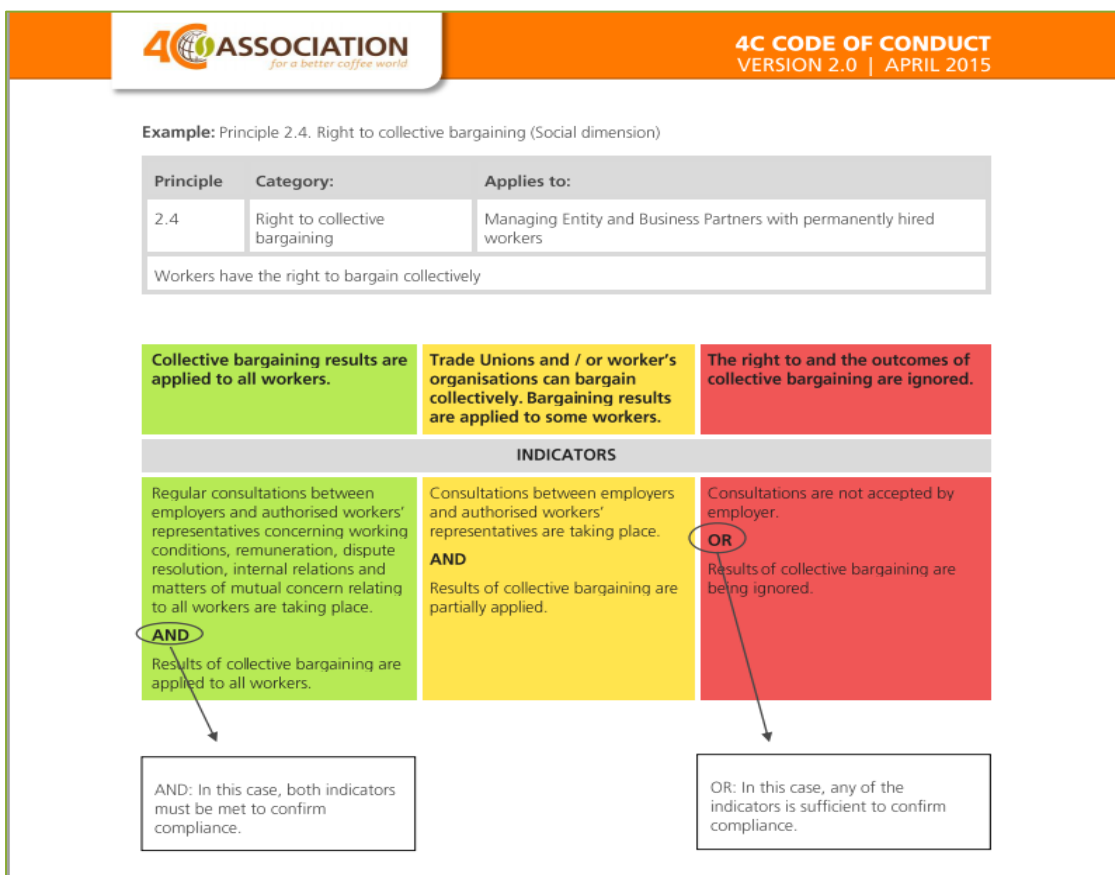 4C ASSOCIATION
for a better coffee world
4C CODE OF CONDUCT
VERSION 2.0 | APRIL 2015
Example: Principle 2.4. Right to collective bargaining (Social dimension)
Principle Category: Applies to:
2.4 Right to collective bargaining Managing Entity and Business Partners with permanently hired workers
Workers have the right to bargain collectively
Collective bargaining results are
applied to all workers.
Trade Unions and / or worker's
organisations can bargain
collectively. Bargaining results
are applied to some workers.
The right to and the outcomes of
collective bargaining are ignored.
INDICATORS
Regular consultations between
employers and authorised workers'
representatives concerning working
conditions, remuneration, dispute
resolution, internal relations and
matters of mutual concern relating
to all workers are taking place.
AND
Results of collective bargaining are
applied to all workers.
Consultations between employers
and authorised workers'
representatives are taking place.
AND
Results of collective bargaining are
partially applied.
Consultations are not accepted by
employer.
OR
Results of collective bargaining are
being ignored.
AND: In this case, both indicators
must be met to confirm
compliance.
OR: In this case, any of the
indicators is sufficient to confirm
compliance.